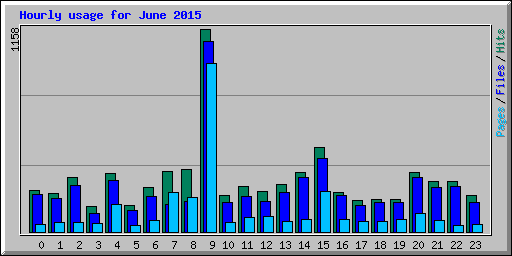 Hourly usage for June 2015
1158
Pages / Files / Hits
0 1 2 3 4 5 6 7 8 9 10 11 12 13 14 15 16 17 18 19 20 21 22 23